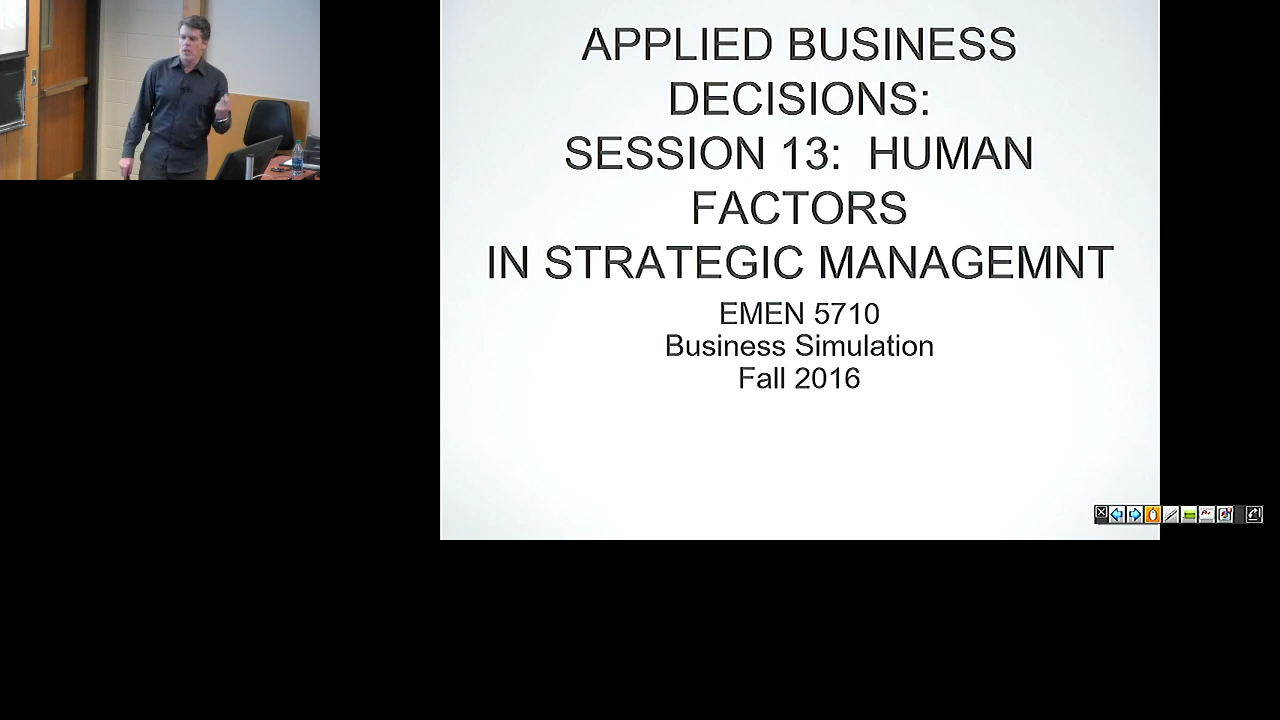 APPLIED BUSINESS
DECISIONS:
SESSION 13: HUMAN
FACTORS
IN STRATEGIC MANAGEMNT
EMEN 5710
Business Simulation
Fall 2016